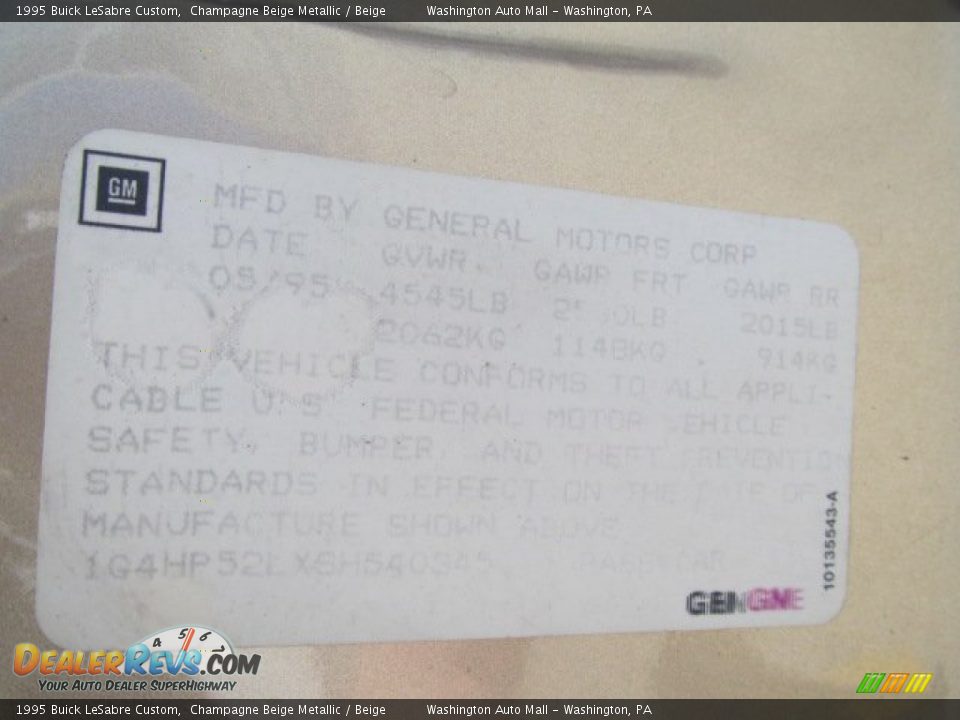 1995 Buick LeSabre Custom, Champagne Beige Metallic / Beige Washington Auto Mall - Washington, PA
GM
MFD BY GENERAL MOTORS CORP
DATE GVWR GAWR FRT GAWR RR
05/95 4545LB 2015LB
2062KG 1148KG 914KG
THIS VEHICLE CONFORMS TO ALL APPLI-
CABLE U.S FEDERAL MOTOR VEHICLE
SAFETY, BUMPER, AND THEFT PREVENTION
STANDARDS IN EFFECT ON THE DATE OF
MANUFACTURE SHOWN ABOVE
10135543-A
DEALERREVS.COM
YOUR AUTO DEALER SUPERHIGHWAY
1995 Buick LeSabre Custom, Champagne Beige Metallic / Beige Washington Auto Mall - Washington, PA